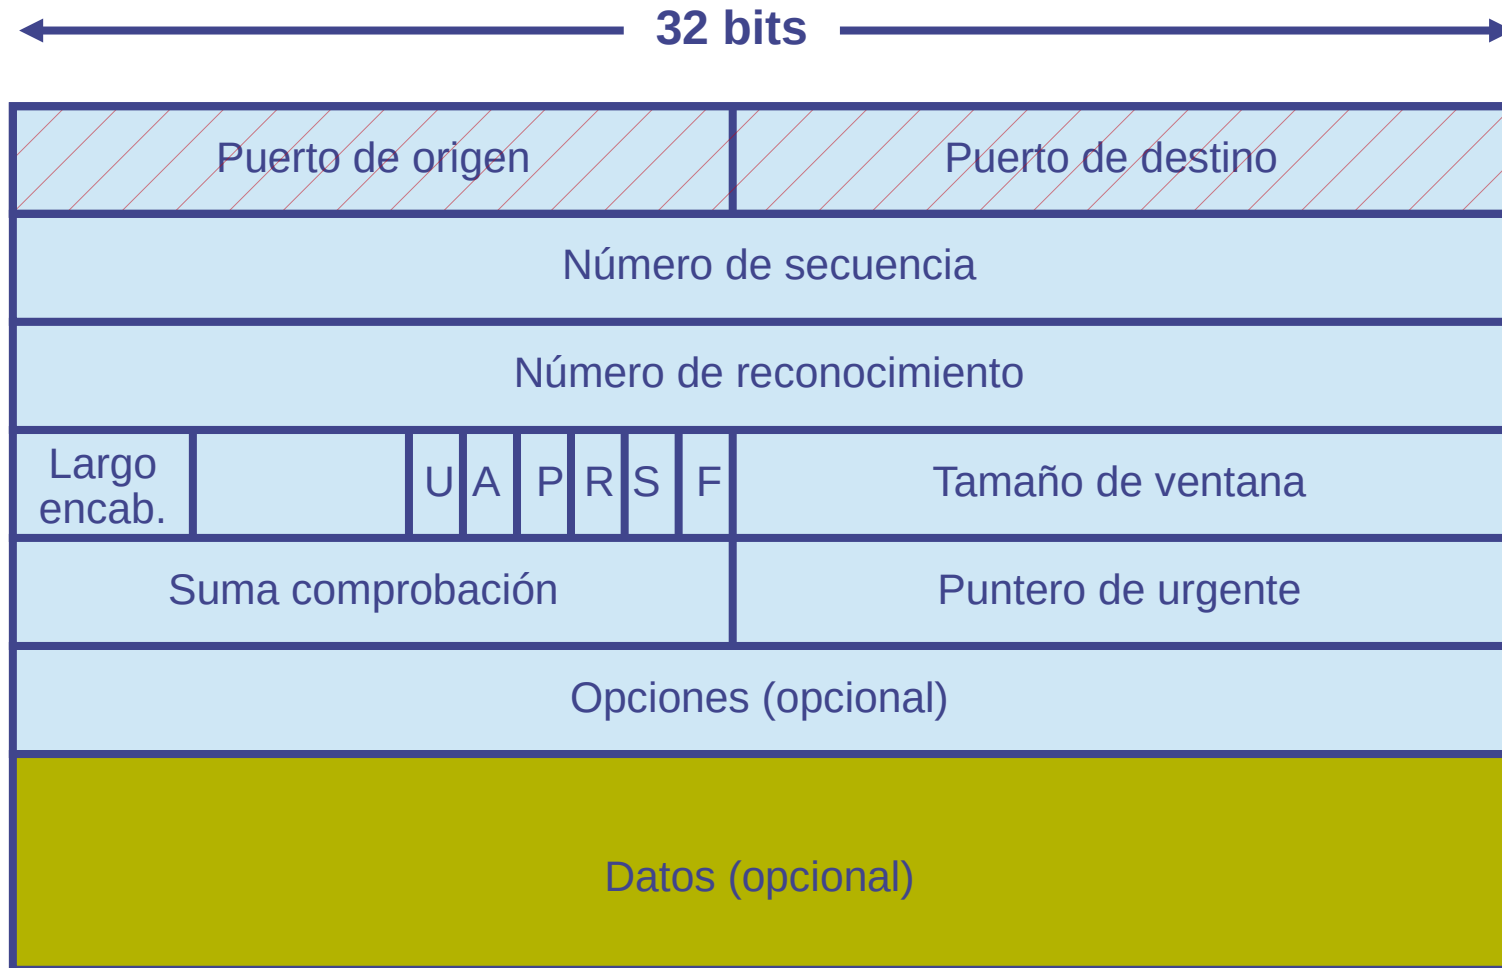 32 bits
Puerto de origen
Puerto de destino
Número de secuencia
Número de reconocimiento
Largo
encab.
U A P R S F
Tamaño de ventana
Suma comprobación
Puntero de urgente
Opciones (opcional)
Datos (opcional)